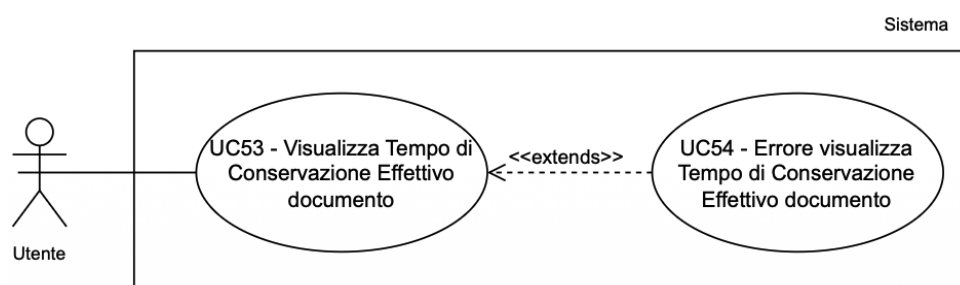 Sistema
UC53 - Visualizza Tempo di
Conservazione Effettivo
documento
<<extends>>
UC54 - Errore visualizza
Tempo di Conservazione
Effettivo documento
Utente